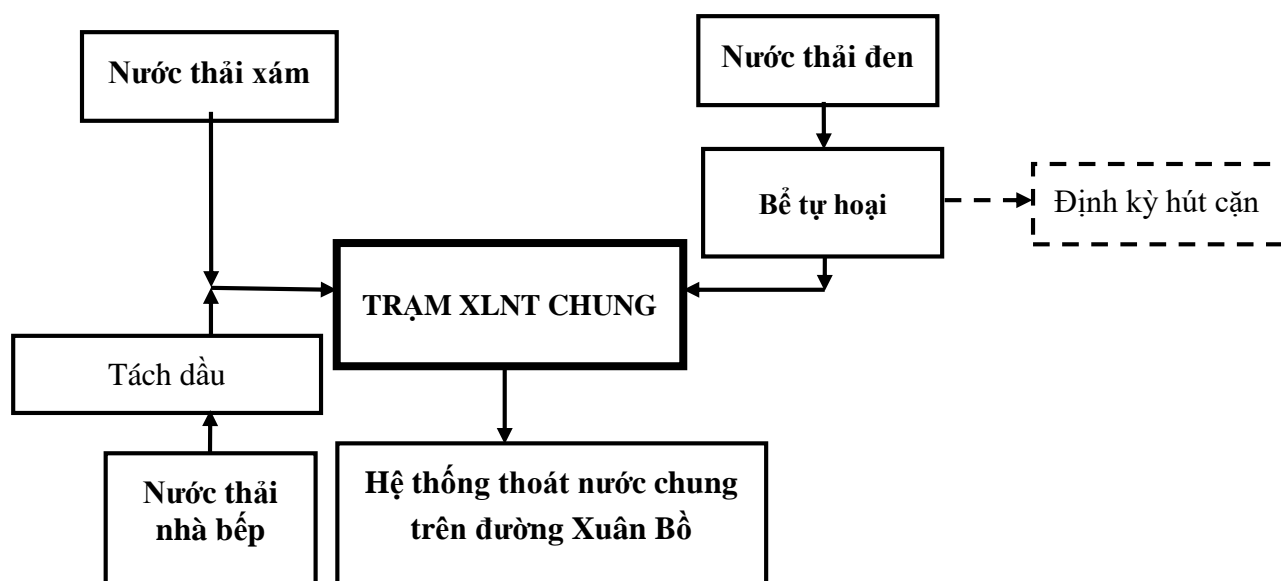 Nước thải xám
Nước thải đen
Bể tự hoại
Định kỳ hút cặn
TRẠM XLNT CHUNG
Tách dầu
Nước thải
nhà bếp
Hệ thống thoát nước chung
trên đường Xuân Bồ